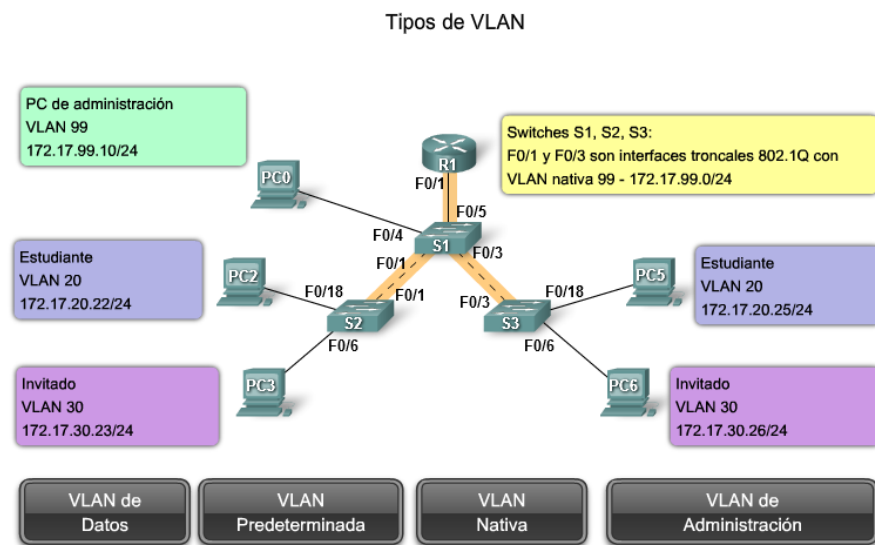 Tipos de VLAN
PC de administración
VLAN 99
172.17.99.10/24
Switches S1, S2, S3:
F0/1 y F0/3 son interfaces troncales 802.1Q con
VLAN nativa 99 - 172.17.99.0/24
R1
F0/1
PC0
F0/5
F0/4
S1
F0/1
F0/3
Estudiante
VLAN 20
172.17.20.22/24
PC2
F0/18
F0/1
S2
F0/6
F0/3
F0/18
S3
F0/6
PC5
Estudiante
VLAN 20
172.17.20.25/24
Invitado
VLAN 30
172.17.30.23/24
PC3
PC6
Invitado
VLAN 30
172.17.30.26/24
VLAN de
Datos
VLAN
Predeterminada
VLAN
Nativa
VLAN de
Administración